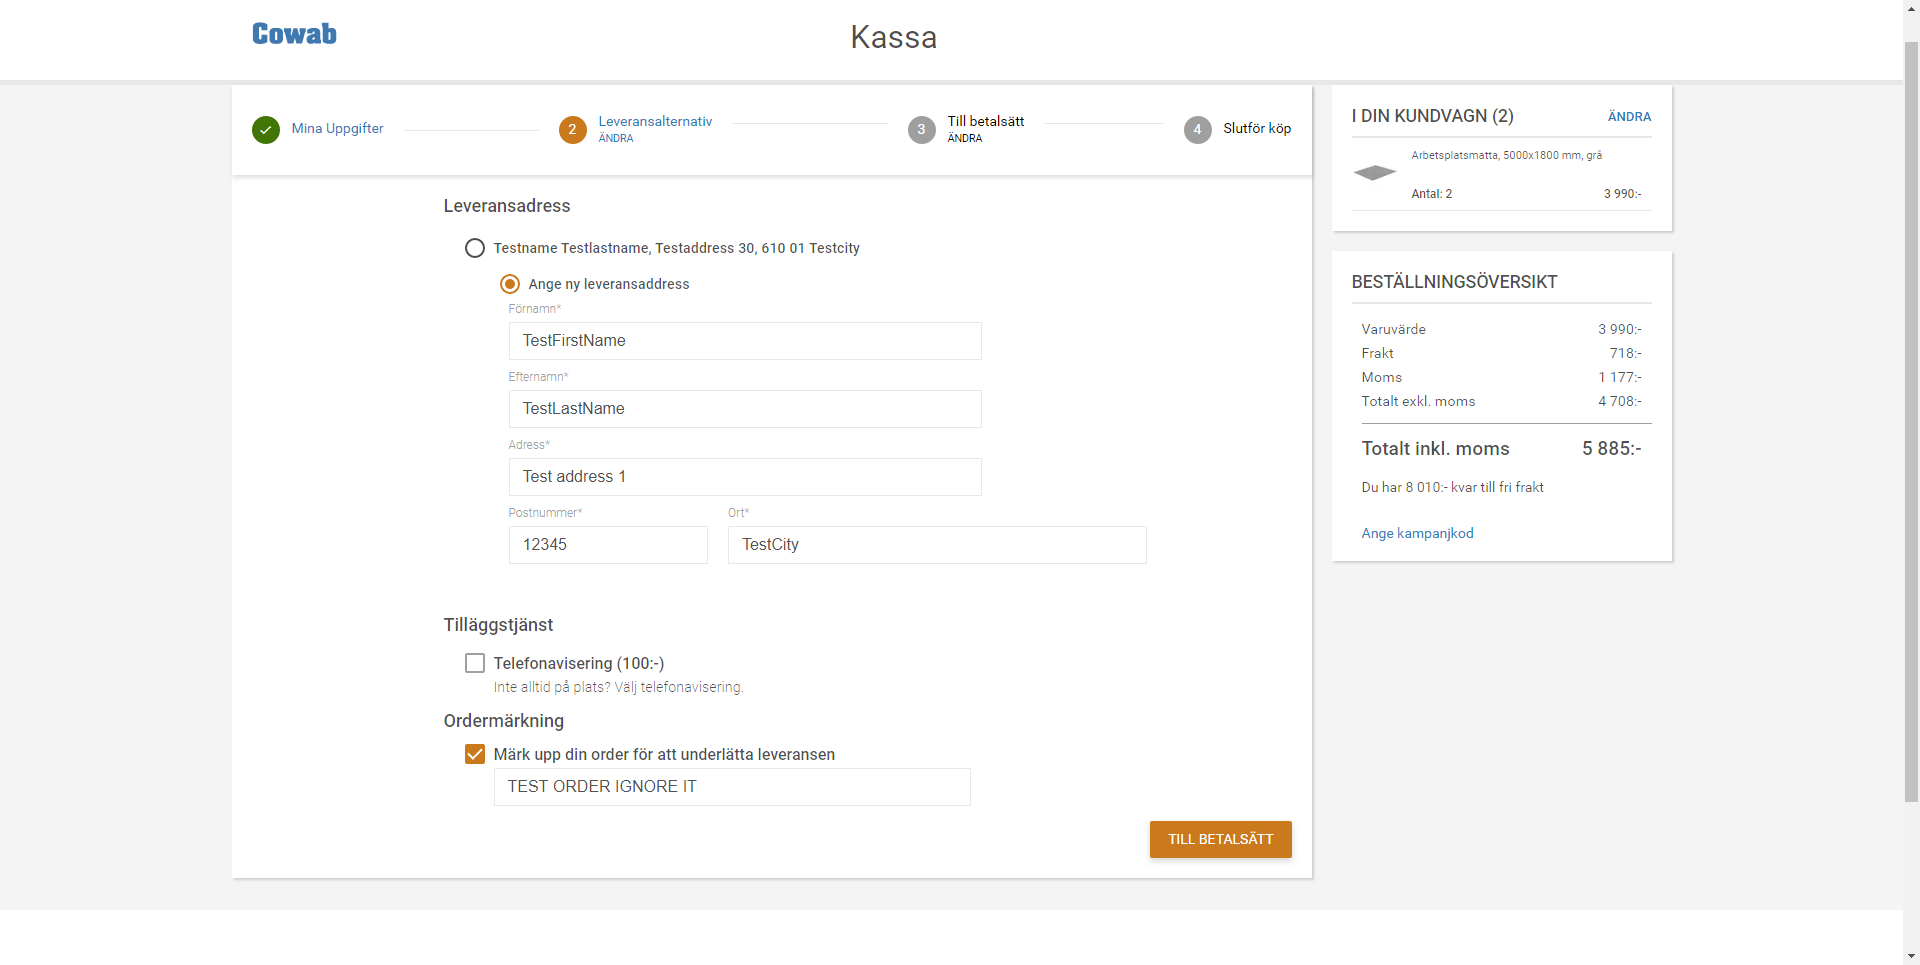 Cowab
Kassa
Mina Uppgifter
2
Leveransalternativ
ÄNDRA
3
Till betalsätt
ÄNDRA
4
Slutför köp
Leveransadress
Testname Testlastname, Testaddress 30, 610 01 Testcity
Ange ny leveransaddress
Förnamn*
TestFirstName
Efternamn*
TestLastName
Adress*
Test address 1
Postnummer* Ort*
12345 TestCity
Tilläggstjänst
Telefonavisering (100:-)
Inte alltid på plats? Välj telefonavisering.
Ordermärkning
Märk upp din order för att underlätta leveransen
TEST ORDER IGNORE IT
TILL BETALSÄTT
I DIN KUNDVAGN (2) ÄNDRA
Arbetsplatsmatta, 5000x1800 mm, grå
Antal: 2 3 990:-
BESTÄLLNINGSÖVERSIKT
Varuvärde 3 990:-
Frakt 718:-
Moms 1 177:-
Totalt exkl. moms 4 708:-
Totalt inkl. moms 5 885:-
Du har 8 010:- kvar till fri frakt
Ange kampanjkod